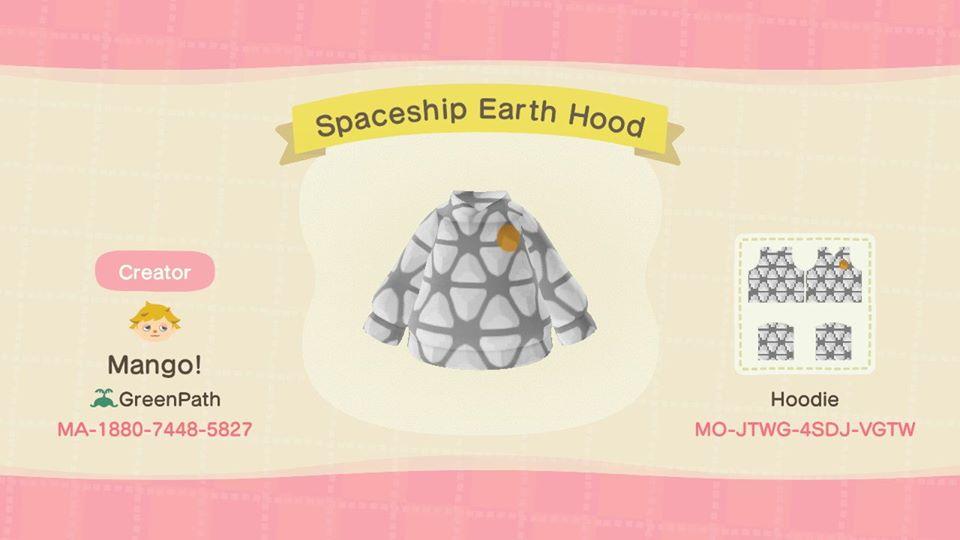 Spaceship Earth Hood
Creator
Mango!
GreenPath
MA-1880-7448-5827
Hoodie
MO-JTWG-4SDJ-VGTW